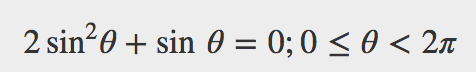 2 sin²θ + sin θ = 0; 0 ≤ θ < 2π